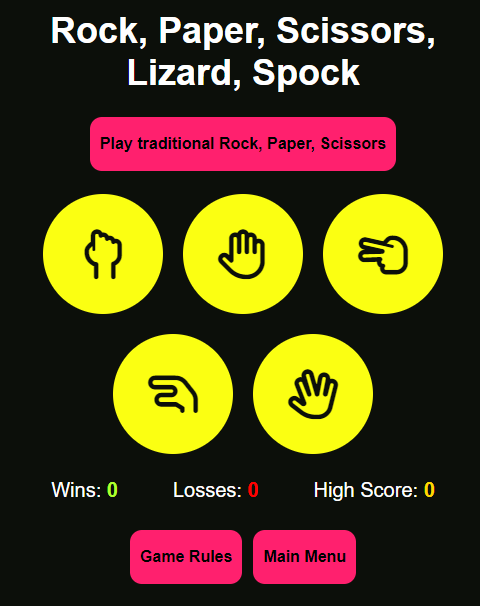 Rock, Paper, Scissors,
Lizard, Spock
Play traditional Rock, Paper, Scissors
Wins: 0 Losses: 0 High Score: 0
Game Rules Main Menu